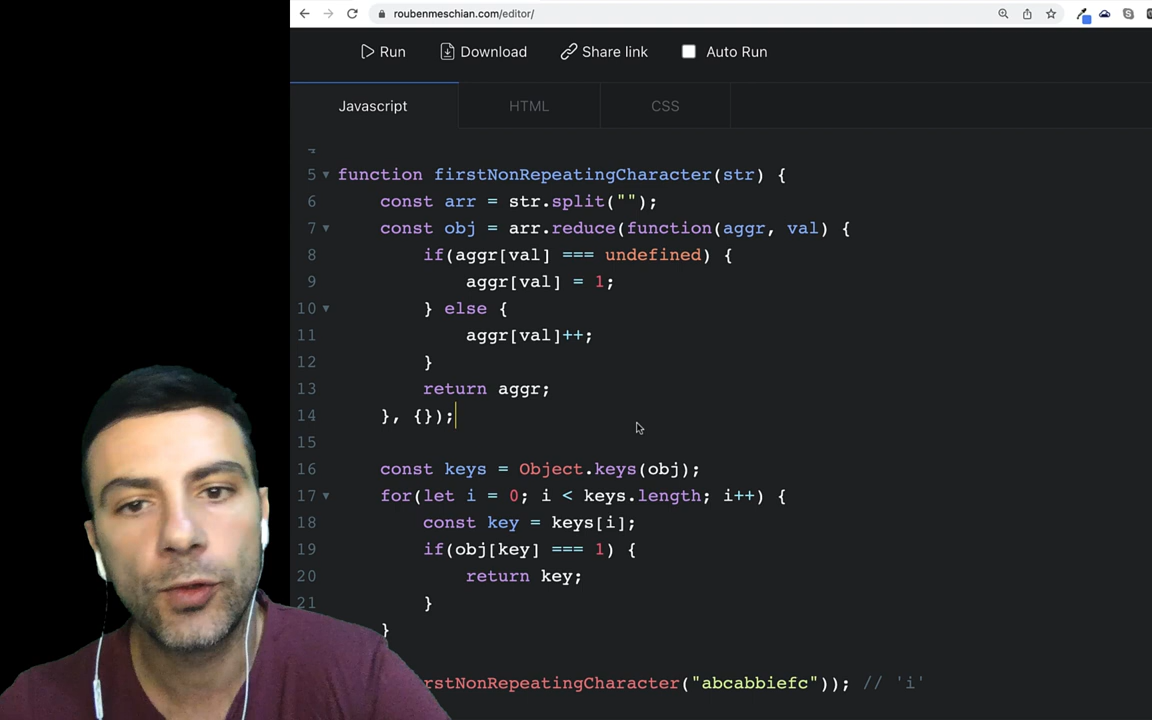 roubenmeschian.com/editor/
Run Download Share link Auto Run
Javascript HTML CSS
4
5 function firstNonRepeatingCharacter(str) {
6 const arr = str.split("");
7 const obj = arr.reduce(function(aggr, val) {
8 if(aggr[val] === undefined) {
9 aggr[val] = 1;
10 } else {
11 aggr[val]++;
12 }
13 return aggr;
14 }, {});
15
16 const keys = Object.keys(obj);
17 for(let i = 0; i < keys.length; i++) {
18 const key = keys[i];
19 if(obj[key] === 1) {
20 return key;
21 }
}
rstNonRepeatingCharacter("abcabbiefc")); // 'i'